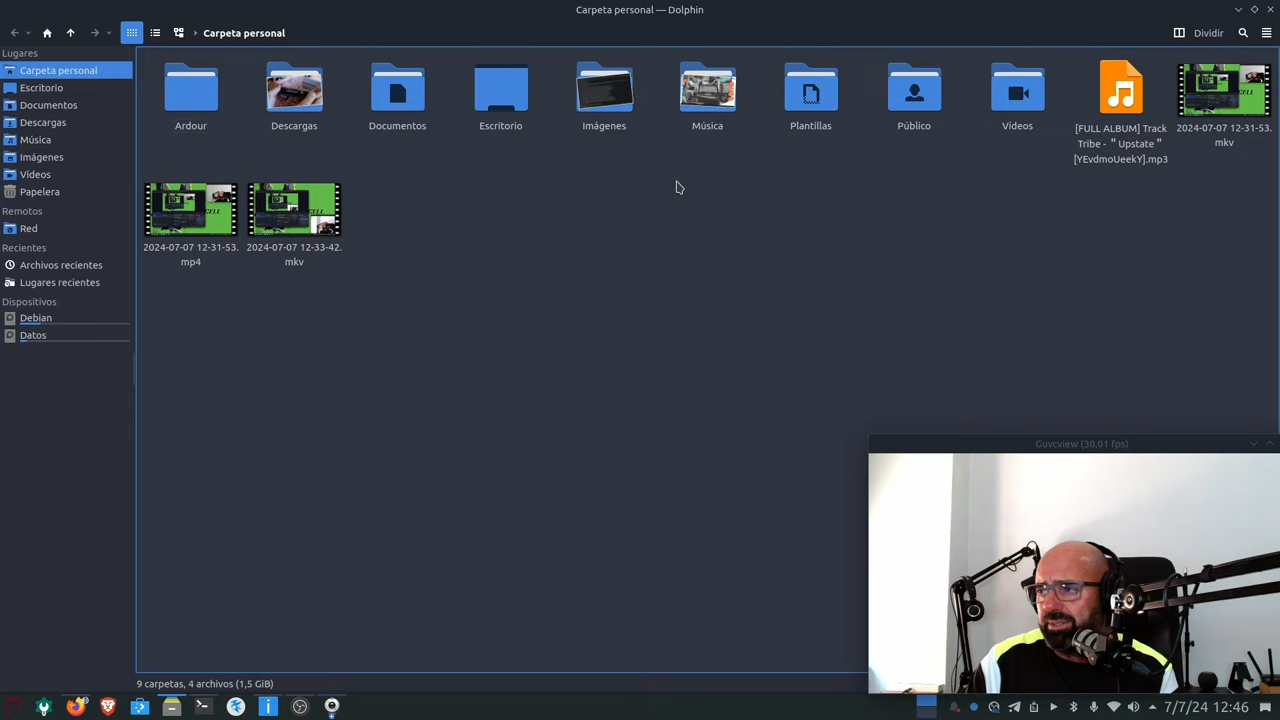 Carpeta personal — Dolphin
Carpeta personal
Dividir
Lugares
Carpeta personal
Escritorio
Documentos
Descargas
Música
Imágenes
Vídeos
Papelera
Remotos
Red
Recientes
Archivos recientes
Lugares recientes
Dispositivos
Debian
Datos
Ardour
Descargas
Documentos
Escritorio
Imágenes
Música
Plantillas
Público
Vídeos
[FULL ALBUM] Track
Tribe - ＂Upstate＂
[YEvdmoUeekY].mp3
2024-07-07 12-31-53.
mkv
2024-07-07 12-31-53.
mp4
2024-07-07 12-33-42.
mkv
Guvcview (30,01 fps)
9 carpetas, 4 archivos (1,5 GiB)
7/7/24 12:46